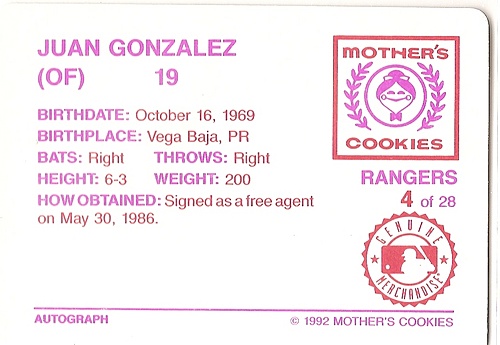 JUAN GONZALEZ
(OF) 19
BIRTHDATE: October 16, 1969
BIRTHPLACE: Vega Baja, PR
BATS: Right THROWS: Right
HEIGHT: 6-3 WEIGHT: 200
HOW OBTAINED: Signed as a free agent
on May 30, 1986.
MOTHER'S
COOKIES
RANGERS
4 of 28
GENUINE
MERCHANDISE
AUTOGRAPH
© 1992 MOTHER'S COOKIES